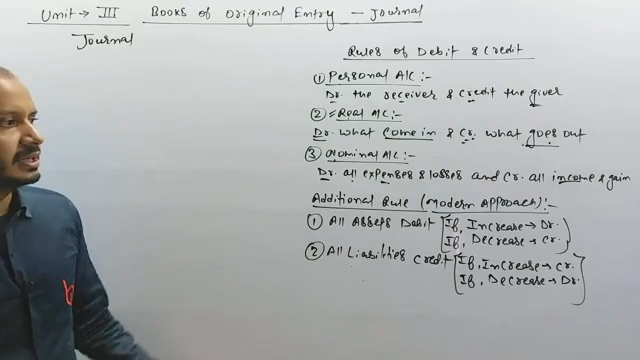 Unit → III Books of Original Entry – Journal
Journal
Rules of Debit & Credit
① Personal A/C :-
Dr. the receiver & credit the giver
② = Real A/C :-
Dr. what come in & cr. what goes out
③ Nominal A/C :-
Dr. all expenses & losses and Cr. all income & gain
Additional Rule (Modern Approach) :-
① All Assets Debit [If, Increase → Dr.
If, Decrease → Cr.]
② All Liabilities Credit [If, Increase → Cr.
If, Decrease → Dr.]